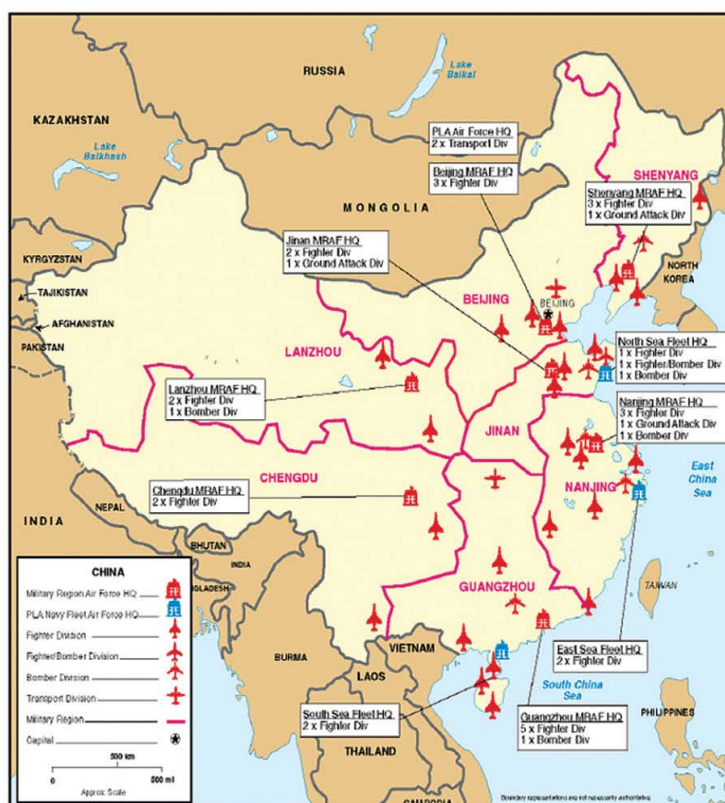 RUSSIA
Lake
Baikal
KAZAKHSTAN
Lake
Balkhash
PLA Air Force HQ
2 x Transport Div
SHENYANG
Beijing MRAF HQ
3 x Fighter Div
Shenyang MRAF HQ
3 x Fighter Div
1 x Ground Attack Div
MONGOLIA
Jinan MRAF HQ
2 x Fighter Div
1 x Ground Attack Div
KYRGYZSTAN
NORTH
KOREA
TAJIKISTAN
BEIJING
BEIJING
AFGHANISTAN
PAKISTAN
LANZHOU
North Sea Fleet HQ
1 x Fighter Div
1 x Fighter/Bomber Div
1 x Bomber Div
Lanzhou MRAF HQ
2 x Fighter Div
1 x Bomber Div
Nanjing MRAF HQ
3 x Fighter Div
1 x Ground Attack Div
1 x Bomber Div
JINAN
CHENGDU
East
China
Sea
Chengdu MRAF HQ
2 x Fighter Div
NANJING
INDIA
NEPAL
BHUTAN
INDIA
BANGLADESH
GUANGZHOU
TAIWAN
CHINA
Military Region Air Force HQ
PLA Navy Fleet Air Force HQ
Fighter Division
Fighter/Bomber Division
Bomber Division
Transport Division
Military Region
Capital
500 km
0
500 mi
Approx Scale
BURMA
VIETNAM
LAOS
East Sea Fleet HQ
2 x Fighter Div
South China
Sea
South Sea Fleet HQ
2 x Fighter Div
Guangzhou MRAF HQ
5 x Fighter Div
1 x Bomber Div
PHILIPPINES
THAILAND
CAMBODIA
Boundary representations are not necessarily authoritative.